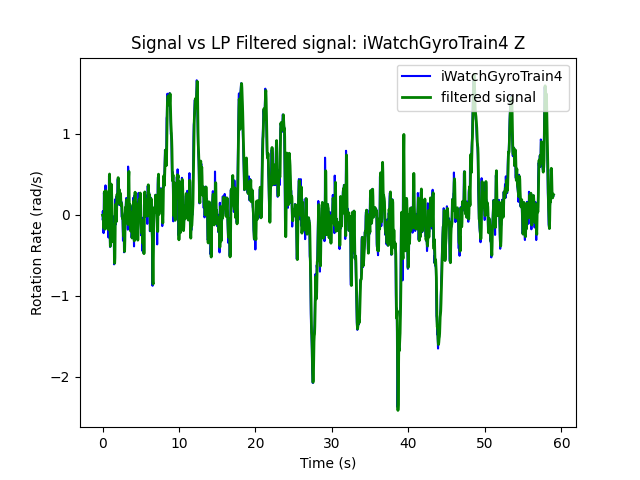 Signal vs LP Filtered signal: iWatchGyroTrain4 Z
iWatchGyroTrain4
filtered signal
Rotation Rate (rad/s)
1
0
−1
−2
0 10 20 30 40 50 60
Time (s)